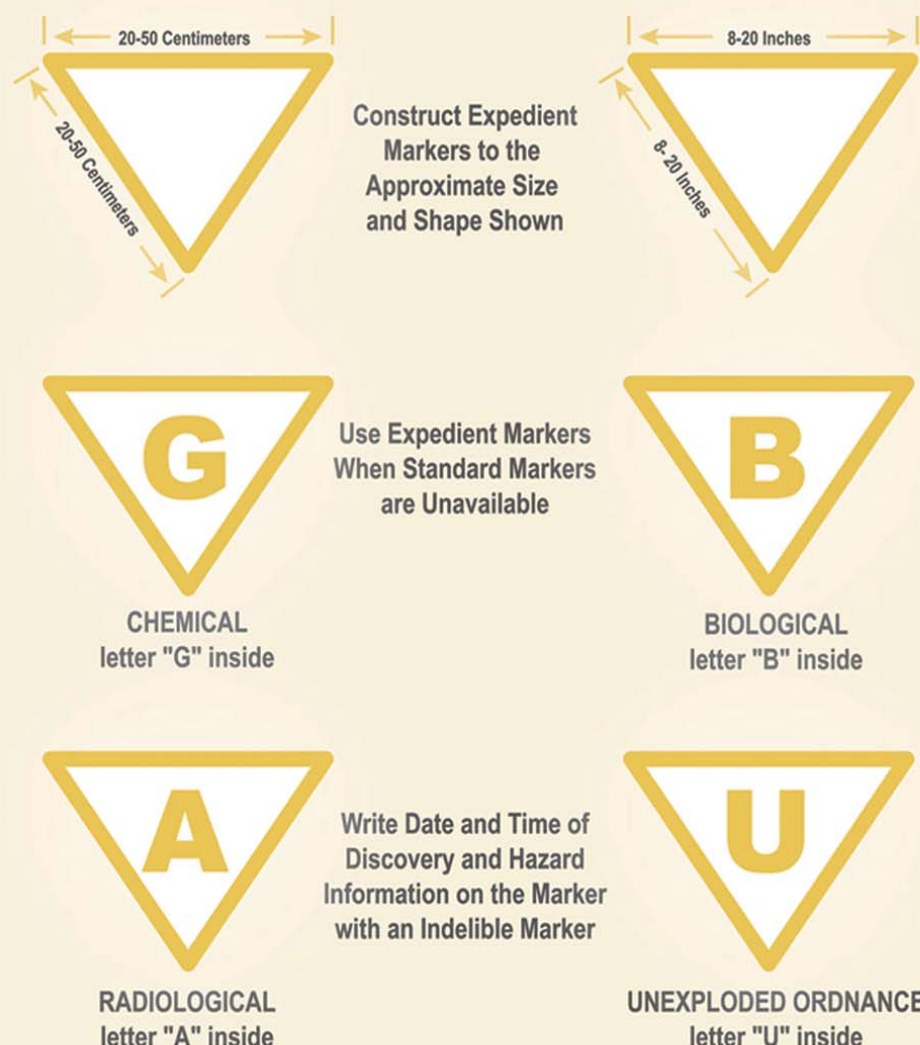 20-50 Centimeters
8-20 Inches
20-50 Centimeters
8- 20 Inches
Construct Expedient
Markers to the
Approximate Size
and Shape Shown
G
B
Use Expedient Markers
When Standard Markers
are Unavailable
CHEMICAL
letter "G" inside
BIOLOGICAL
letter "B" inside
A
U
Write Date and Time of
Discovery and Hazard
Information on the Marker
with an Indelible Marker
RADIOLOGICAL
letter "A" inside
UNEXPLODED ORDNANCE
letter "U" inside